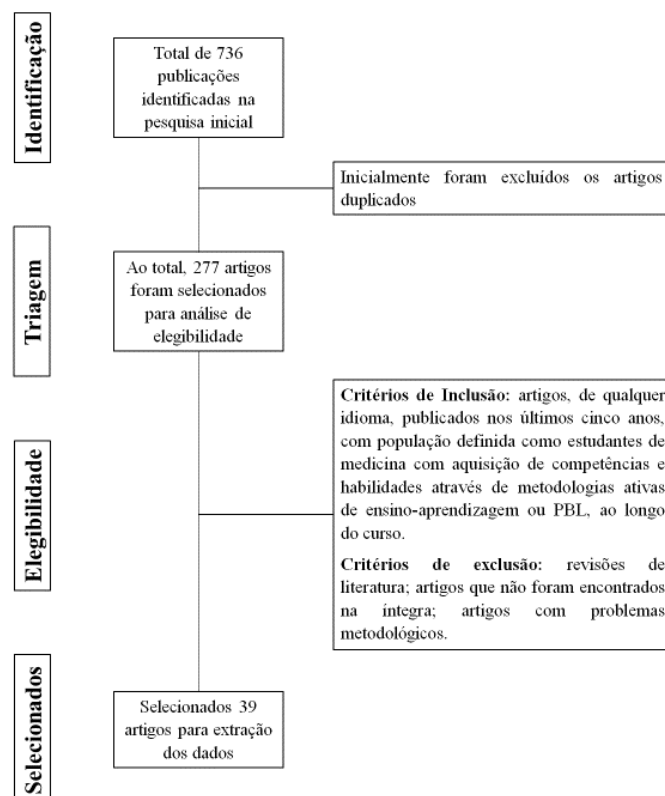 Identificação
Total de 736
publicações
identificadas na
pesquisa inicial
Inicialmente foram excluídos os artigos
duplicados
Triagem
Ao total, 277 artigos
foram selecionados
para análise de
elegibilidade
Elegibilidade
Critérios de Inclusão: artigos, de qualquer
idioma, publicados nos últimos cinco anos,
com população definida como estudantes de
medicina com aquisição de competências e
habilidades através de metodologias ativas
de ensino-aprendizagem ou PBL, ao longo
do curso.
Critérios de exclusão: revisões de
literatura; artigos que não foram encontrados
na íntegra; artigos com problemas
metodológicos.
Selecionados
Selecionados 39
artigos para extração
dos dados